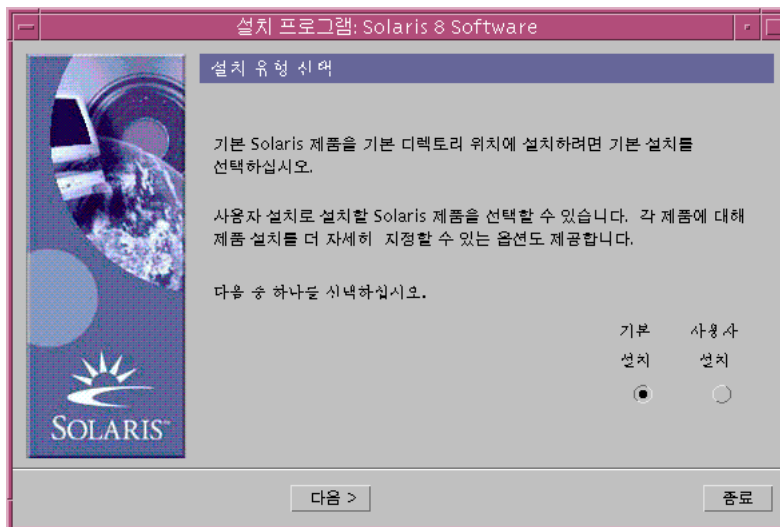 설치 프로그램: Solaris 8 Software
설치 유형 선택
기본 Solaris 제품을 기본 디렉토리 위치에 설치하려면 기본 설치를
선택하십시오.
사용자 설치로 설치할 Solaris 제품을 선택할 수 있습니다. 각 제품에 대해
제품 설치를 더 자세히 지정할 수 있는 옵션도 제공합니다.
다음 중 하나를 선택하십시오.
기본 사용자
설치 설치
SOLARIS™
다음 >
종료